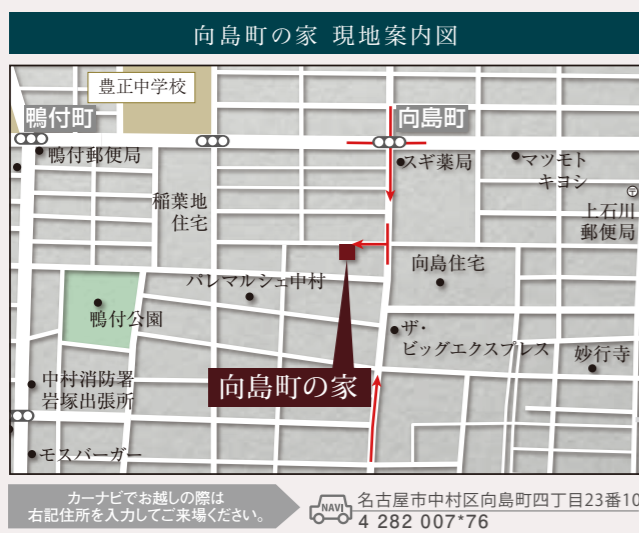 向島町の家 現地案内図
豊正中学校
鴨付町
向島町
鴨付郵便局
スギ薬局
マツモト
キヨシ
稲葉地
住宅
〒
上石川
郵便局
向島住宅
パレマルシェ中村
鴨付公園
ザ・
ビッグエクスプレス
妙行寺
中村消防署
岩塚出張所
向島町の家
モスバーガー
カーナビでお越しの際は
右記住所を入力してご来場ください。
NAVI
名古屋市中村区向島町四丁目23番10
4 282 007*76